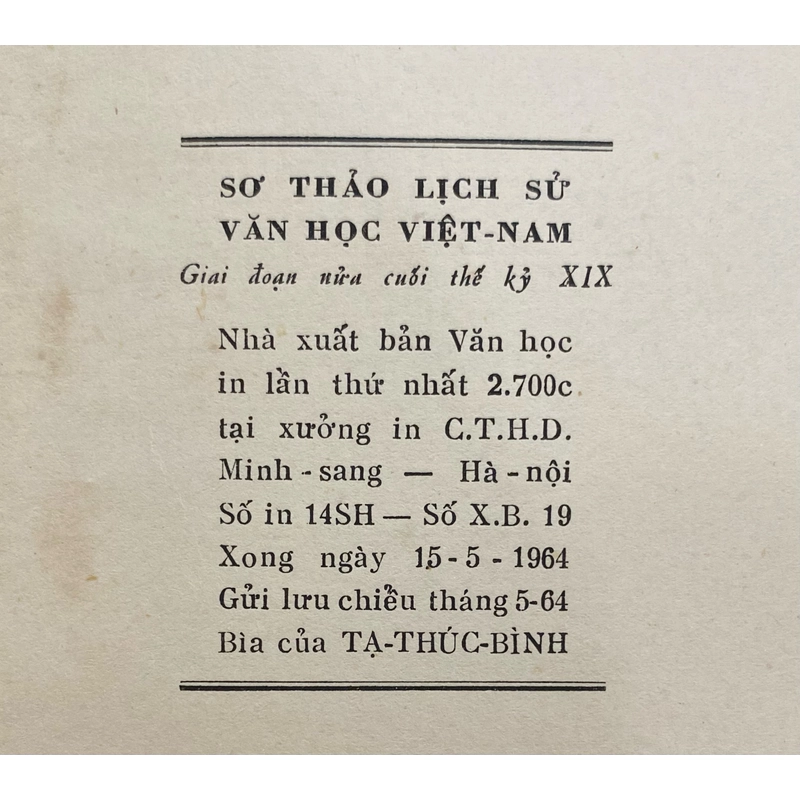 SƠ THẢO LỊCH SỬ
VĂN HỌC VIỆT-NAM
Giai đoạn nửa cuối thế kỷ XIX
Nhà xuất bản Văn học
in lần thứ nhất 2.700c
tại xưởng in C.T.H.D.
Minh - sang — Hà - nội
Số in 14SH — Số X.B. 19
Xong ngày 15 - 5 - 1964
Gửi lưu chiểu tháng 5-64
Bìa của TẠ-THÚC-BÌNH